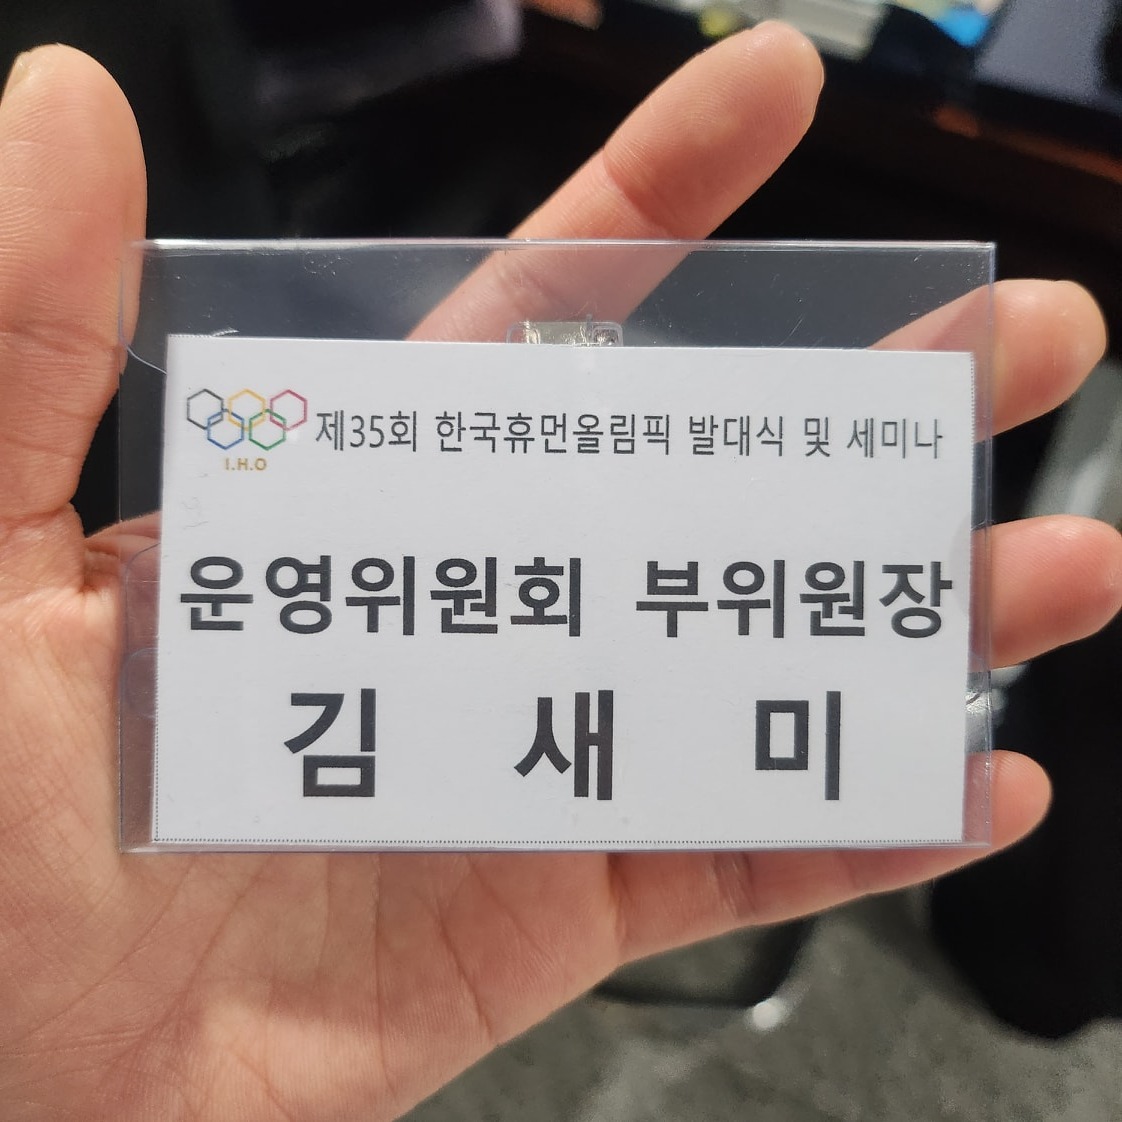 제35회 한국휴먼올림픽 발대식 및 세미나
I.H.O
운영위원회 부위원장
김 새 미